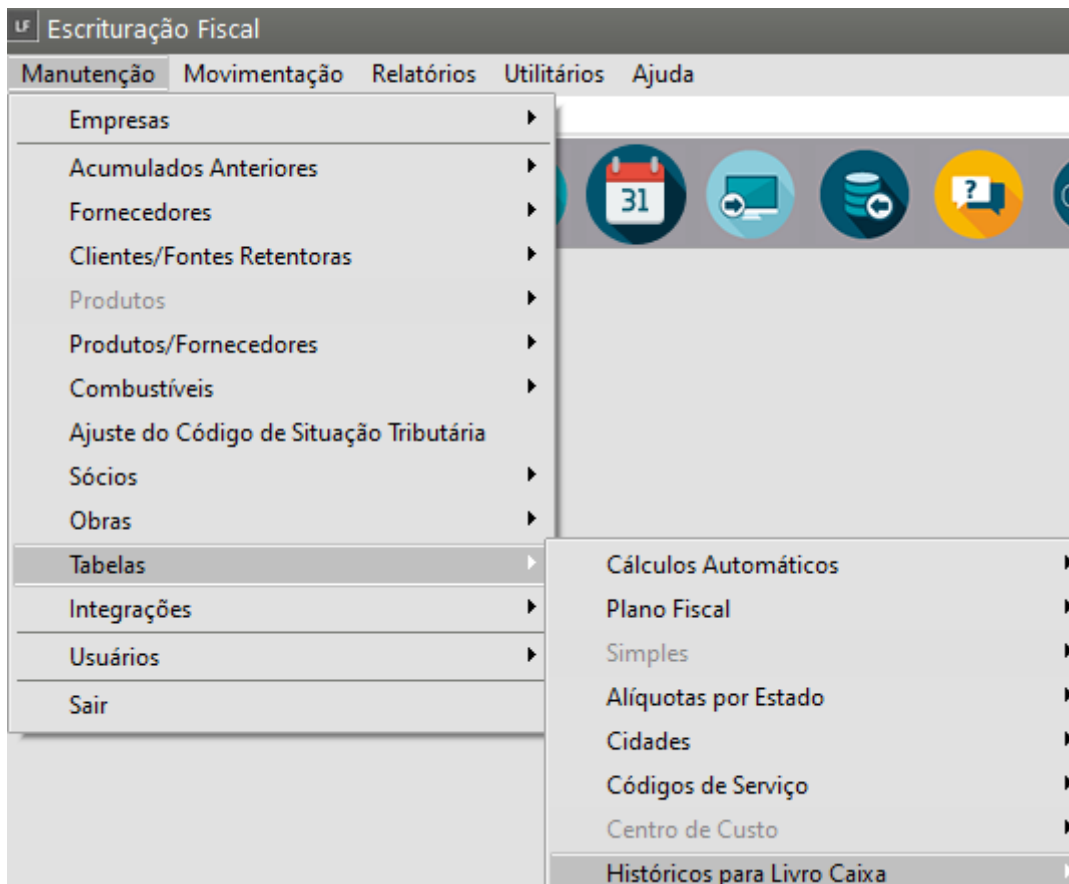 LF Escrituração Fiscal
Manutenção Movimentação Relatórios Utilitários Ajuda
Empresas
Acumulados Anteriores
Fornecedores
Clientes/Fontes Retentoras
Produtos
Produtos/Fornecedores
Combustíveis
Ajuste do Código de Situação Tributária
Sócios
Obras
Tabelas
Integrações
Usuários
Sair
31
?
Cálculos Automáticos
Plano Fiscal
Simples
Alíquotas por Estado
Cidades
Códigos de Serviço
Centro de Custo
Históricos para Livro Caixa